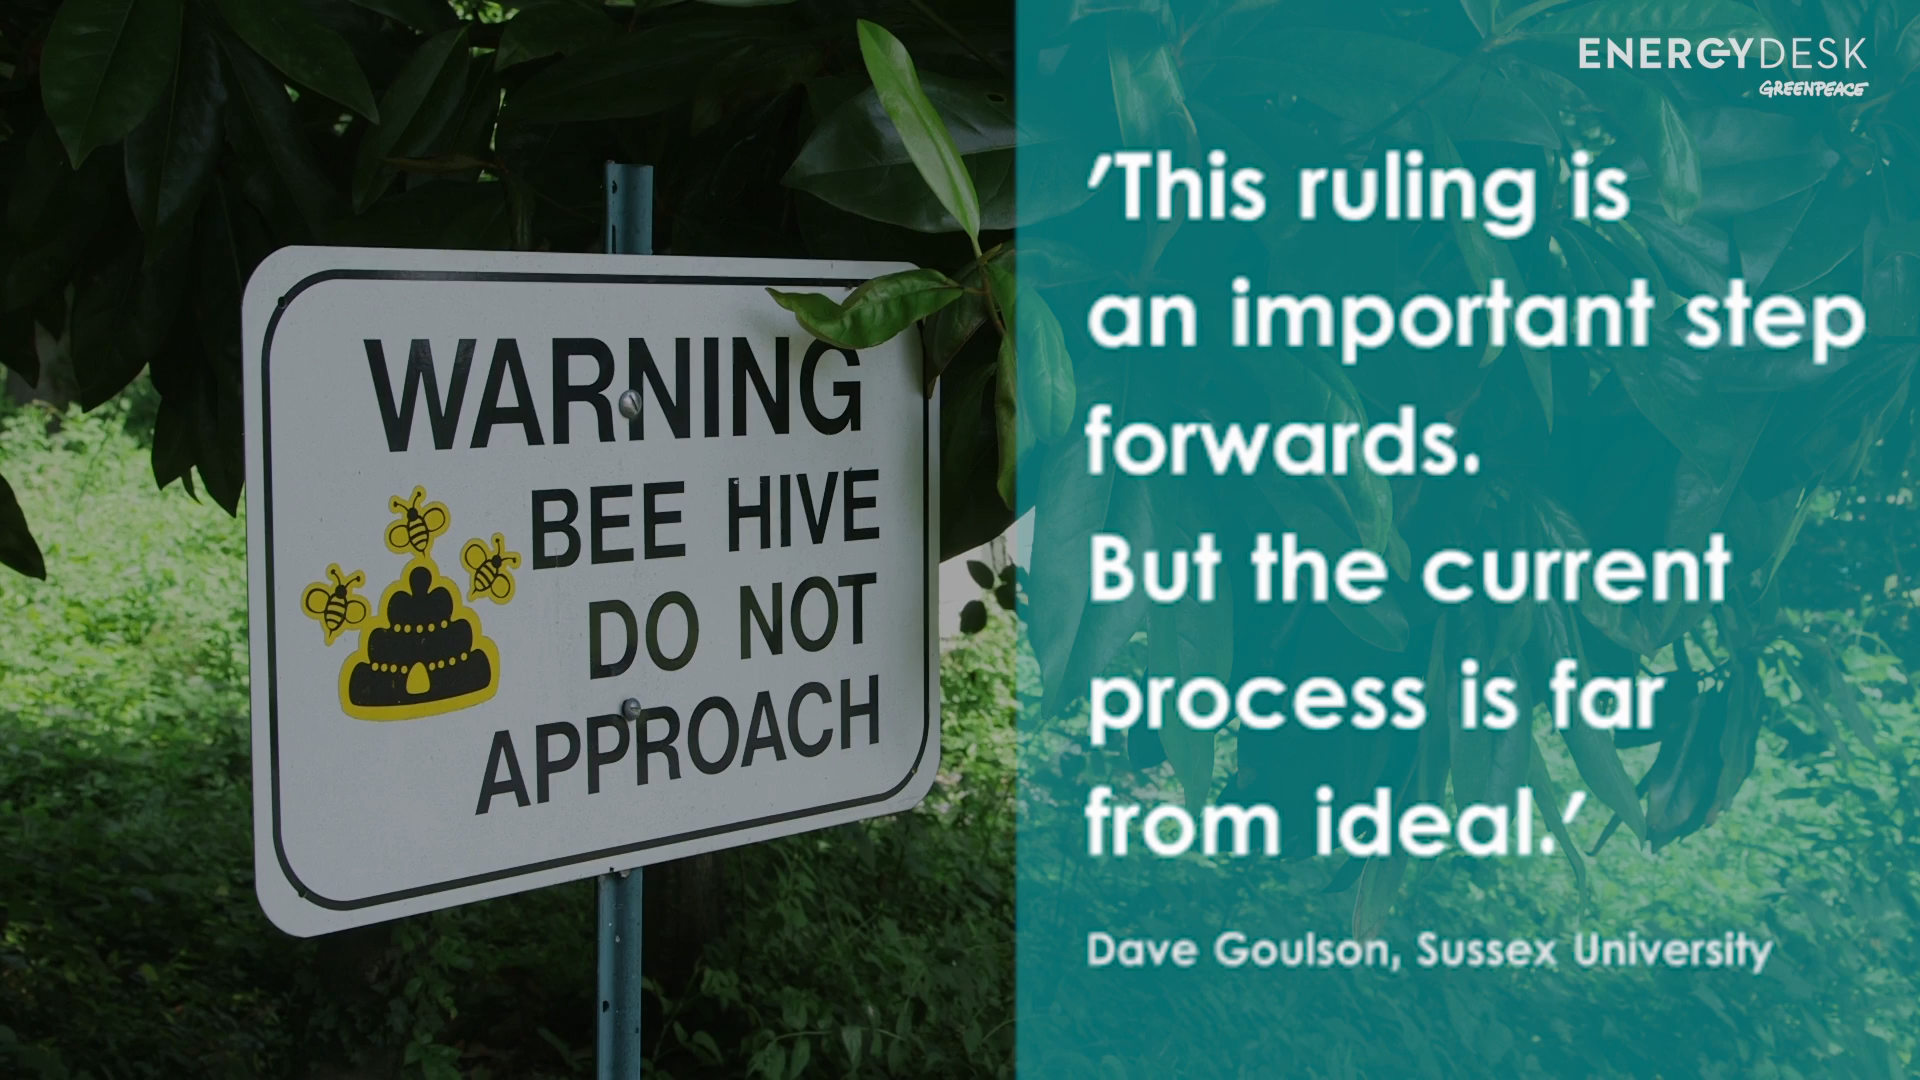 WARNING
BEE HIVE
DO NOT
APPROACH
ENERGYDESK
GREENPEACE
'This ruling is
an important step
forwards.
But the current
process is far
from ideal.'
Dave Goulson, Sussex University